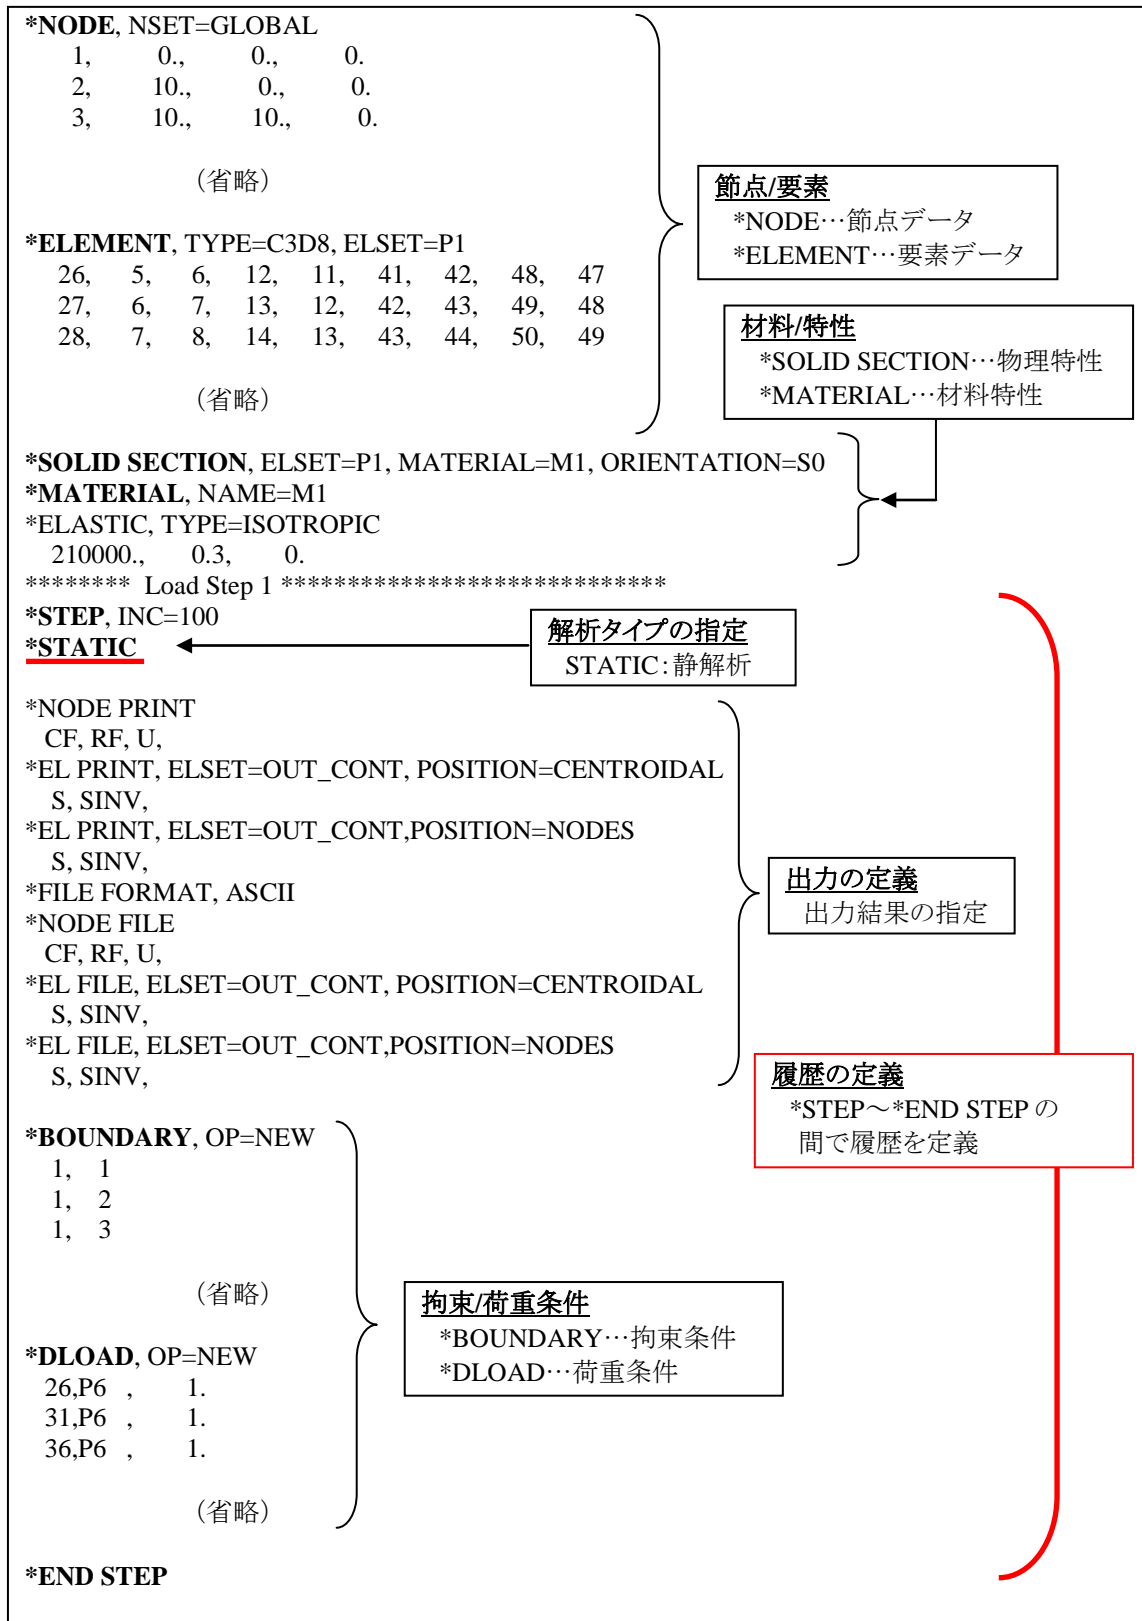 *NODE, NSET=GLOBAL
1, 0., 0., 0.
2, 10., 0., 0.
3, 10., 10., 0.
（省略）
節点/要素
*NODE…節点データ
*ELEMENT…要素データ
*ELEMENT, TYPE=C3D8, ELSET=P1
26, 5, 6, 12, 11, 41, 42, 48, 47
27, 6, 7, 13, 12, 42, 43, 49, 48
28, 7, 8, 14, 13, 43, 44, 50, 49
（省略）
材料/特性
*SOLID SECTION…物理特性
*MATERIAL…材料特性
*SOLID SECTION, ELSET=P1, MATERIAL=M1, ORIENTATION=S0
*MATERIAL, NAME=M1
*ELASTIC, TYPE=ISOTROPIC
210000., 0.3, 0.
******** Load Step 1 *****************************
*STEP, INC=100
*STATIC
解析タイプの指定
STATIC：静解析
*NODE PRINT
CF, RF, U,
*EL PRINT, ELSET=OUT_CONT, POSITION=CENTROIDAL
S, SINV,
*EL PRINT, ELSET=OUT_CONT,POSITION=NODES
S, SINV,
*FILE FORMAT, ASCII
*NODE FILE
CF, RF, U,
*EL FILE, ELSET=OUT_CONT, POSITION=CENTROIDAL
S, SINV,
*EL FILE, ELSET=OUT_CONT,POSITION=NODES
S, SINV,
出力の定義
出力結果の指定
履歴の定義
*STEP～*END STEP の
間で履歴を定義
*BOUNDARY, OP=NEW
1, 1
1, 2
1, 3
（省略）
*DLOAD, OP=NEW
26,P6 , 1.
31,P6 , 1.
36,P6 , 1.
（省略）
拘束/荷重条件
*BOUNDARY…拘束条件
*DLOAD…荷重条件
*END STEP